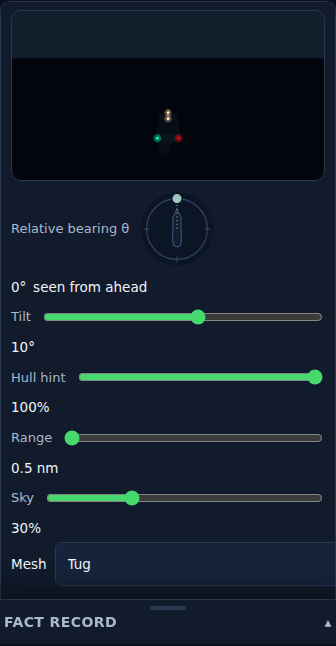 Relative bearing θ
0° seen from ahead
Tilt
10°
Hull hint
100%
Range
0.5 nm
Sky
30%
Mesh Tug
FACT RECORD ▲